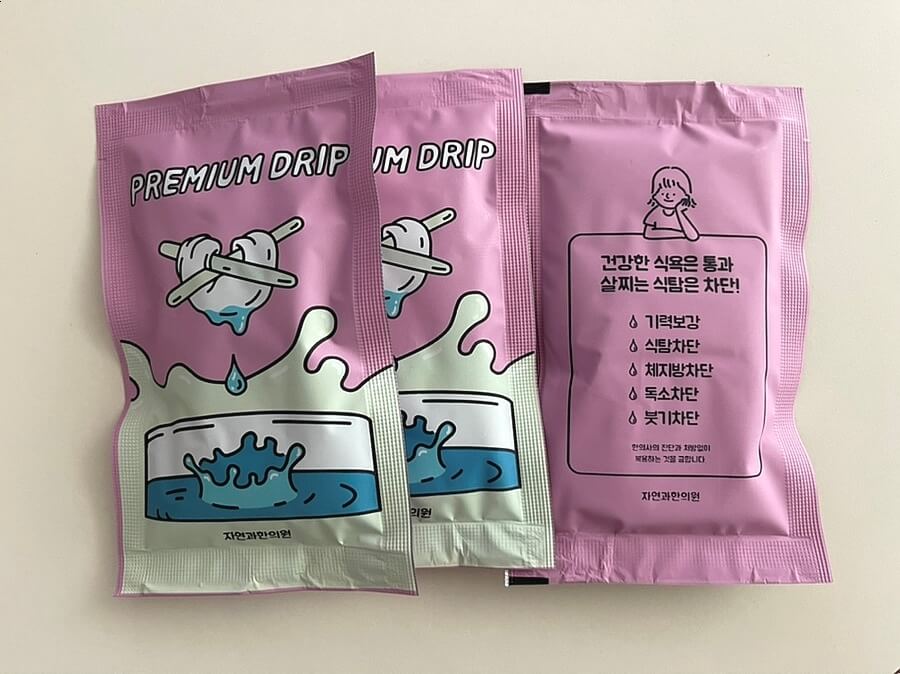 PREMIUM DRIP
자연과한의원
UM DRIP
의원
건강한 식욕은 통과
살찌는 식탐은 차단!
기력보강
식탐차단
체지방차단
독소차단
붓기차단
한의사의 진단과 처방없이
복용하는 것을 금합니다.
자연과한의원